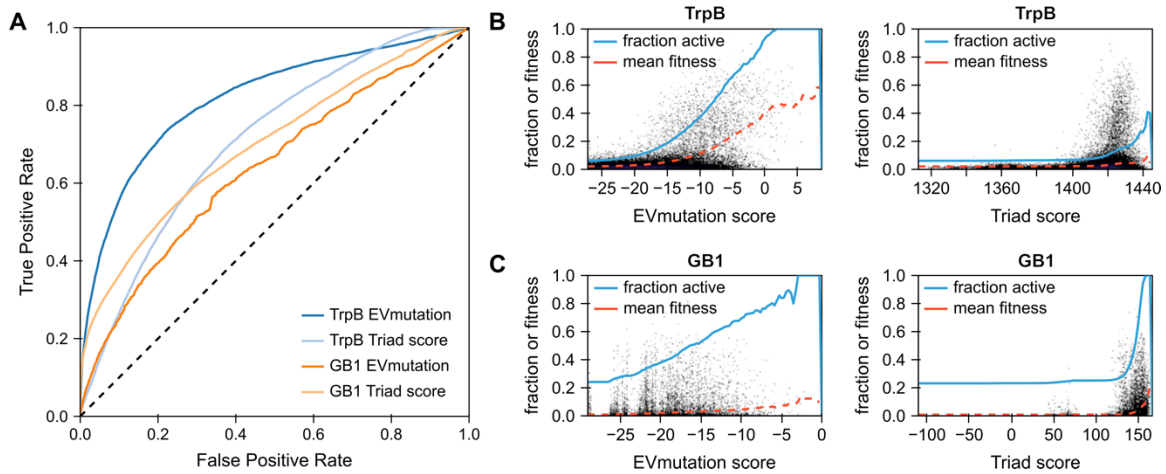 A
True Positive Rate
1.0
0.8
0.6
0.4
0.2
0.0
0.0 0.2 0.4 0.6 0.8 1.0
False Positive Rate
TrpB EVmutation
TrpB Triad score
GB1 EVmutation
GB1 Triad score
B
TrpB
fraction or fitness
1.0
0.8
0.6
0.4
0.2
0.0
fraction active
mean fitness
−25 −20 −15 −10 −5 0 5
EVmutation score
TrpB
fraction or fitness
1.0
0.8
0.6
0.4
0.2
0.0
fraction active
mean fitness
1320 1360 1400 1440
Triad score
C
GB1
fraction or fitness
1.0
0.8
0.6
0.4
0.2
0.0
fraction active
mean fitness
−25 −20 −15 −10 −5 0
EVmutation score
GB1
fraction or fitness
1.0
0.8
0.6
0.4
0.2
0.0
fraction active
mean fitness
−100 −50 0 50 100 150
Triad score